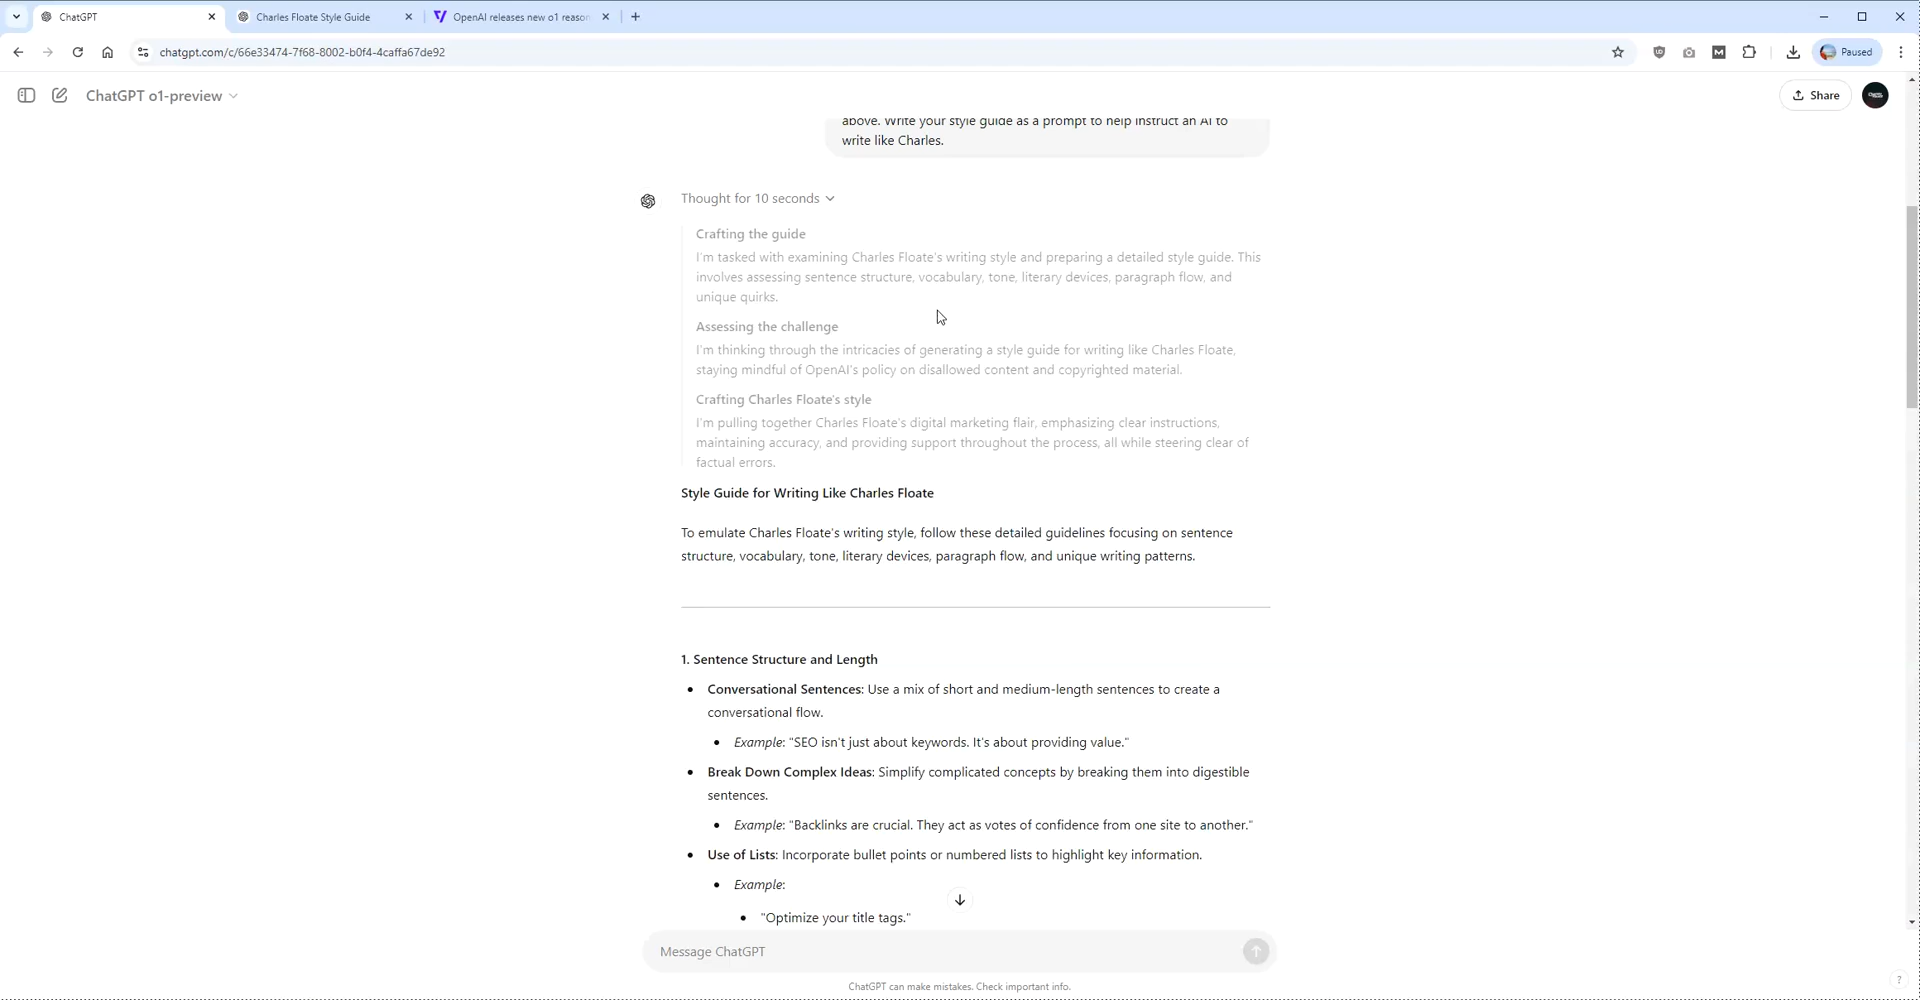 ChatGPT
Charles Floate Style Guide
OpenAI releases new o1 reason
chatgpt.com/c/66e33474-7f68-8002-b0f4-4caffa67de92
Paused
ChatGPT o1-preview
Share
above. Write your style guide as a prompt to help instruct an AI to
write like Charles.
Thought for 10 seconds
Crafting the guide
I'm tasked with examining Charles Floate's writing style and preparing a detailed style guide. This
involves assessing sentence structure, vocabulary, tone, literary devices, paragraph flow, and
unique quirks.
Assessing the challenge
I'm thinking through the intricacies of generating a style guide for writing like Charles Floate,
staying mindful of OpenAI's policy on disallowed content and copyrighted material.
Crafting Charles Floate's style
I'm pulling together Charles Floate's digital marketing flair, emphasizing clear instructions,
maintaining accuracy, and providing support throughout the process, all while steering clear of
factual errors.
Style Guide for Writing Like Charles Floate
To emulate Charles Floate's writing style, follow these detailed guidelines focusing on sentence
structure, vocabulary, tone, literary devices, paragraph flow, and unique writing patterns.
1. Sentence Structure and Length
• Conversational Sentences: Use a mix of short and medium-length sentences to create a
conversational flow.
• Example: "SEO isn't just about keywords. It's about providing value."
• Break Down Complex Ideas: Simplify complicated concepts by breaking them into digestible
sentences.
• Example: "Backlinks are crucial. They act as votes of confidence from one site to another."
• Use of Lists: Incorporate bullet points or numbered lists to highlight key information.
• Example:
• "Optimize your title tags."
Message ChatGPT
ChatGPT can make mistakes. Check important info.
?